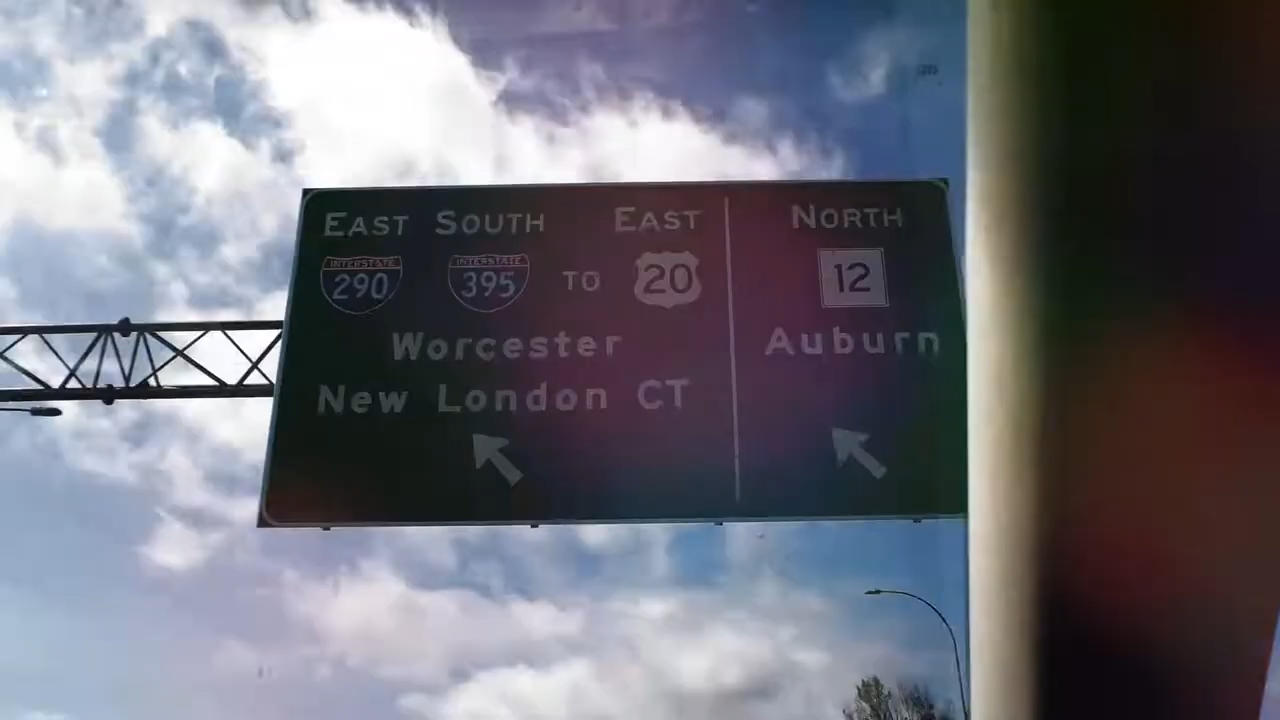 EAST SOUTH EAST
INTERSTATE 290 INTERSTATE 395 TO 20
Worcester
New London CT
NORTH
12
Auburn